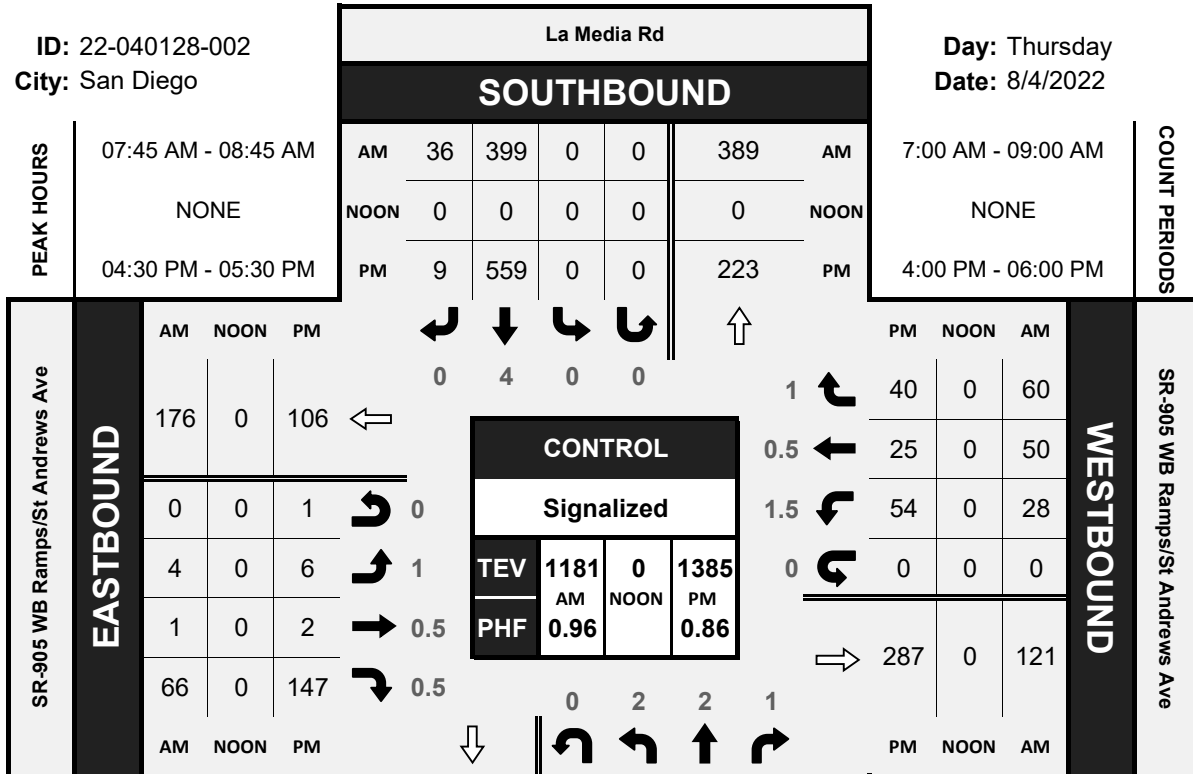 La Media Rd
ID: 22-040128-002
City: San Diego
Day: Thursday
Date: 8/4/2022
SOUTHBOUND
PEAK HOURS
07:45 AM - 08:45 AM
NONE
04:30 PM - 05:30 PM
AM 36 399 0 0 389 AM
NOON 0 0 0 0 0 NOON
PM 9 559 0 0 223 PM
7:00 AM - 09:00 AM
NONE
4:00 PM - 06:00 PM
COUNT PERIODS
0 4 0 0
SR-905 WB Ramps/St Andrews Ave
EASTBOUND
AM NOON PM
176 0 106
0 0 1 0
4 0 6 1
1 0 2 0.5
66 0 147 0.5
AM NOON PM
CONTROL
Signalized
TEV 1181 0 1385
AM NOON PM
PHF 0.96 0.86
PM NOON AM
1 40 0 60
0.5 25 0 50
1.5 54 0 28
0 0 0 0
287 0 121
PM NOON AM
WESTBOUND
SR-905 WB Ramps/St Andrews Ave
0 2 2 1